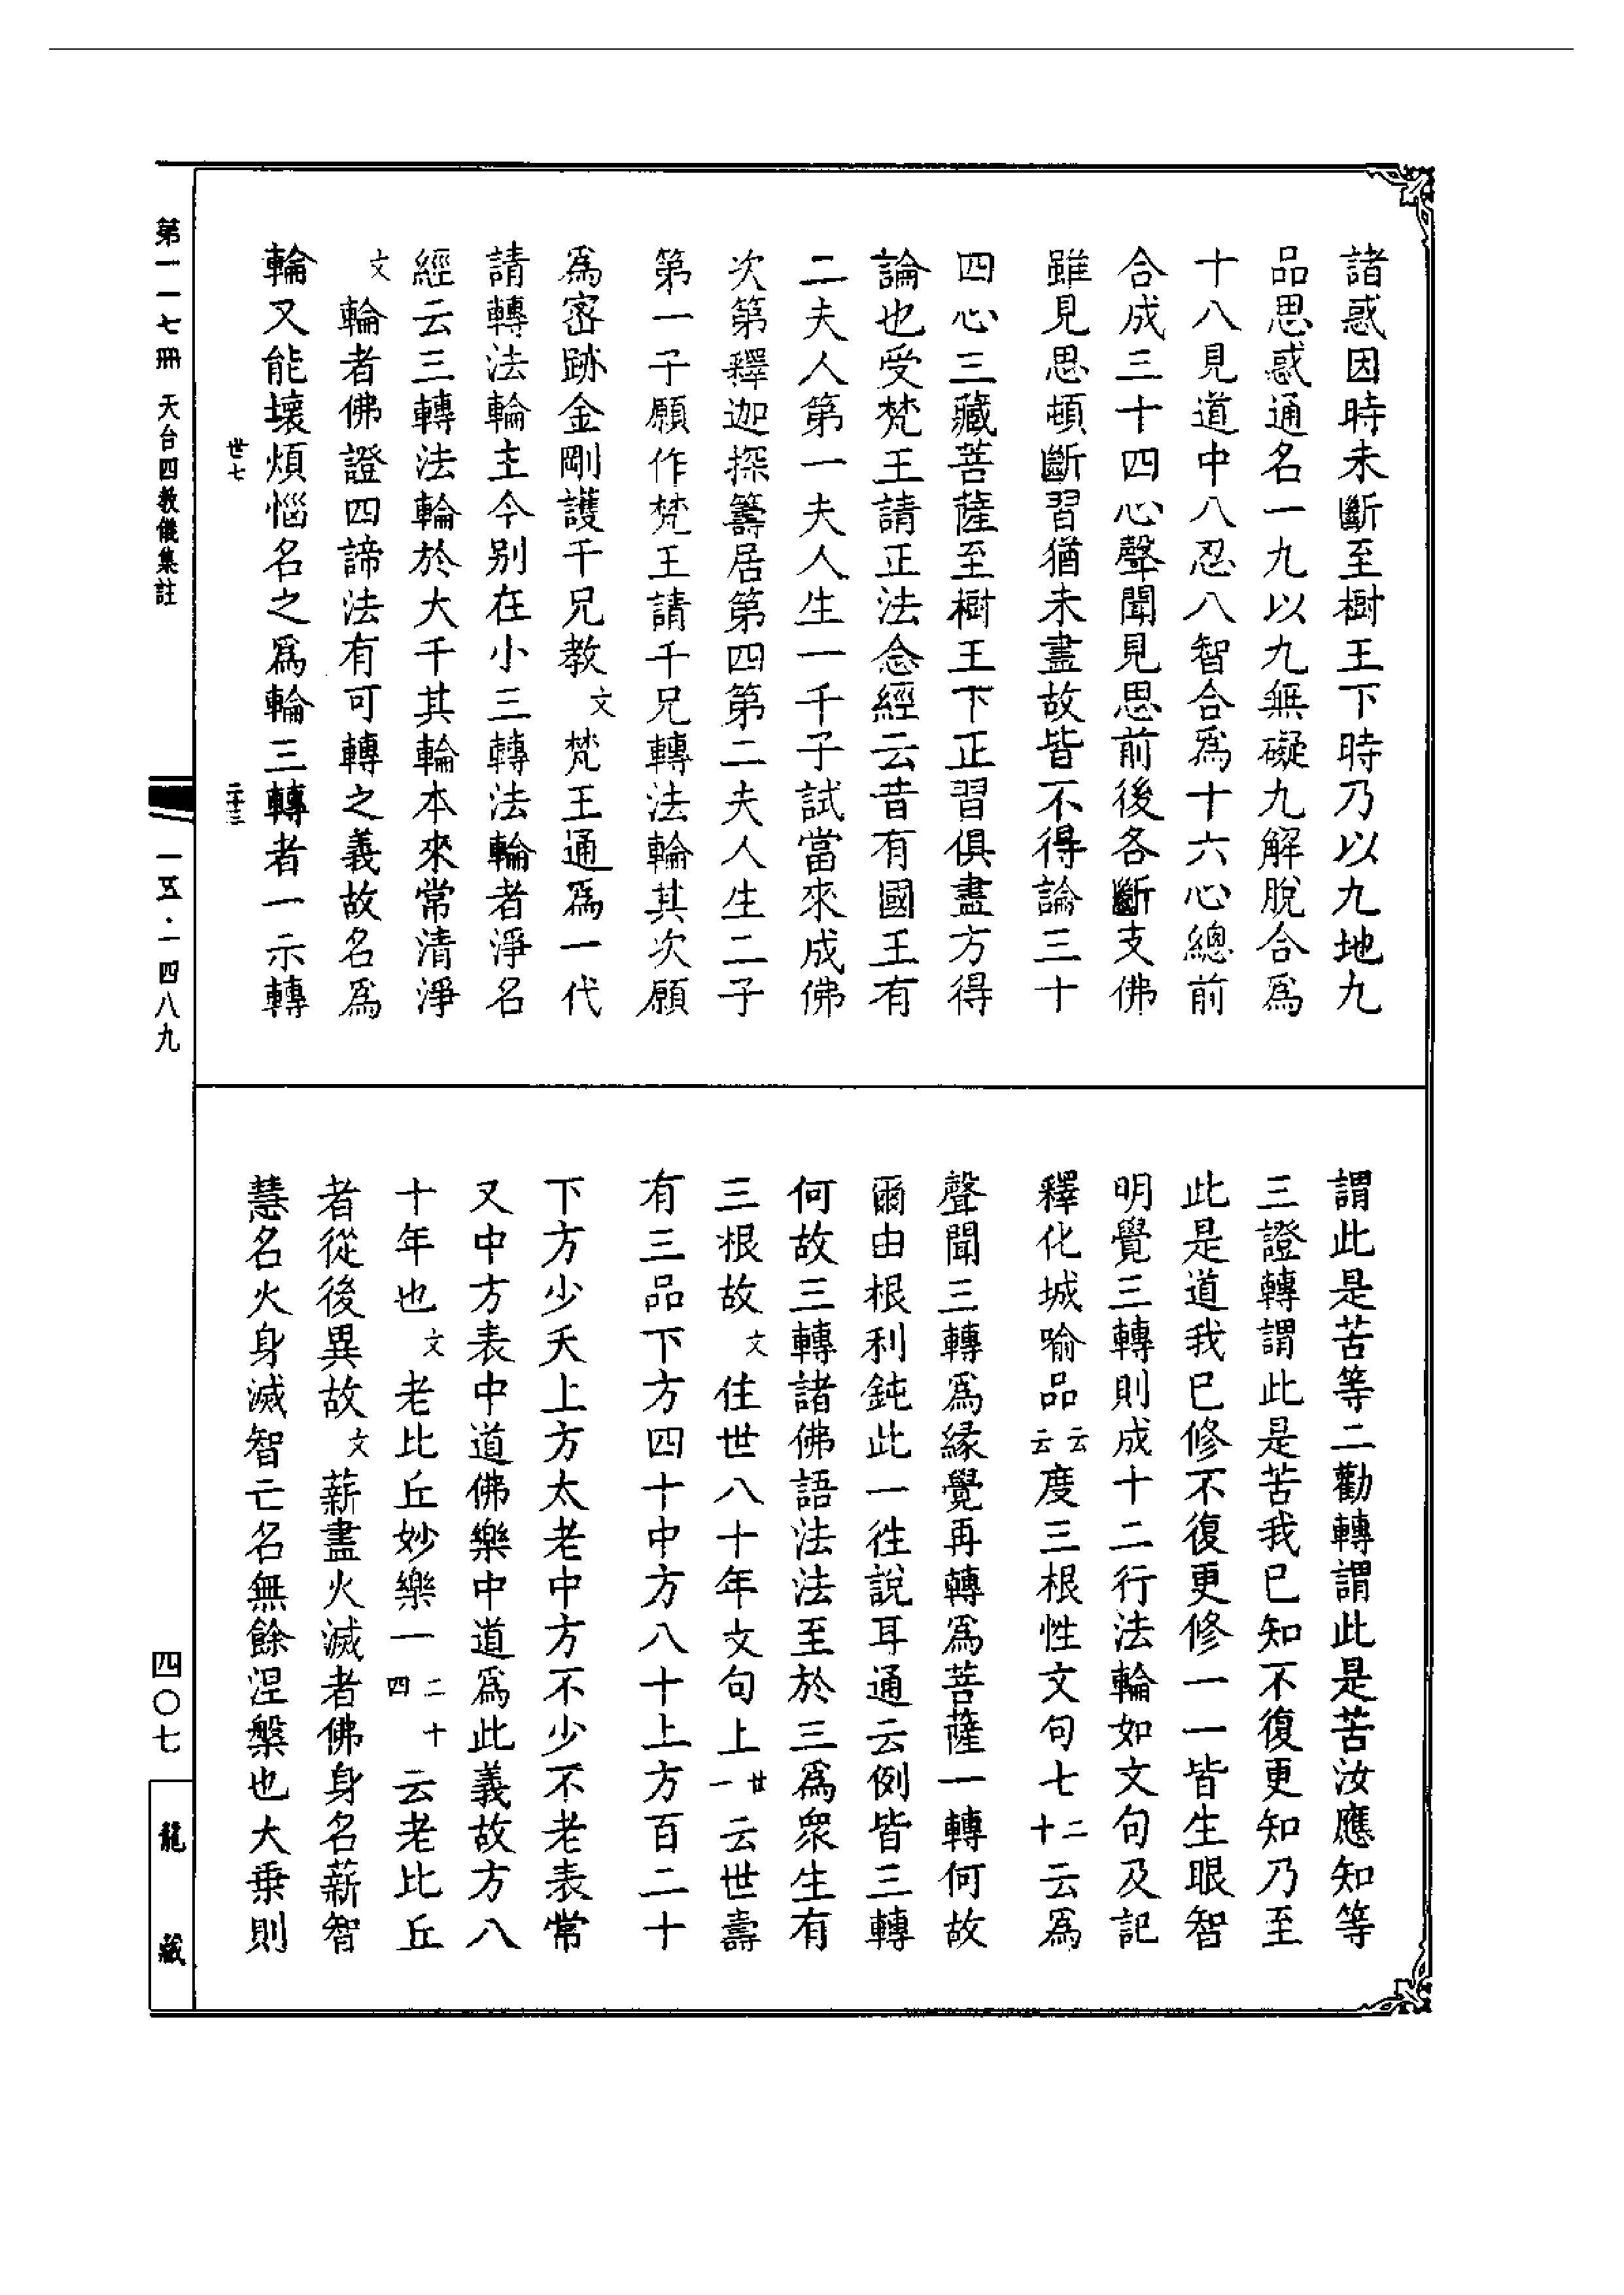 諸惑因時未斷至樹王下時乃以九地九
品思惑通名一九以九無礙九解脫合爲
十八見道中八忍八智合爲十六心總前
合成三十四心聲聞見思前後各斷支佛
雖見思頓斷習猶未盡故皆不得論三十
四心三藏菩薩至樹王下正習俱盡方得
論也受梵王請正法念經云昔有國王有
二夫人第一夫人生一千子試當來成佛
次第釋迦探籌居第四第二夫人生二子
第一子願作梵王請千兄轉法輪其次願
爲密跡金剛護千兄教文梵王通爲一代
請轉法輪主今別在小三轉法輪者淨名
經云三轉法輪於大千其輪本來常清淨
文輪者佛證四諦法有可轉之義故名爲
輪又能壞煩惱名之爲輪三轉者一示轉
世七 二十三
謂此是苦等二勸轉謂此是苦汝應知等
三證轉謂此是苦我已知不復更知乃至
此是道我已修不復更修一一皆生眼智
明覺三轉則成十二行法輪如文句及記
釋化城喻品云云度三根性文句七二十云爲
聲聞三轉爲緣覺再轉爲菩薩一轉何故
爾由根利鈍此一徃說耳通云例皆三轉
何故三轉諸佛語法法至於三爲衆生有
三根故文住世八十年文句上廿一云世壽
有三品下方四十中方八十上方百二十
下方少夭上方太老中方不少不老表常
又中方表中道佛樂中道爲此義故方八
十年也文老比丘妙樂一二十四云老比丘
者從後異故文薪盡火滅者佛身名薪智
慧名火身滅智亡名無餘涅槃也大乗則
第一一七冊 天台四教儀集註 一五·一四八九
四〇七 龍藏